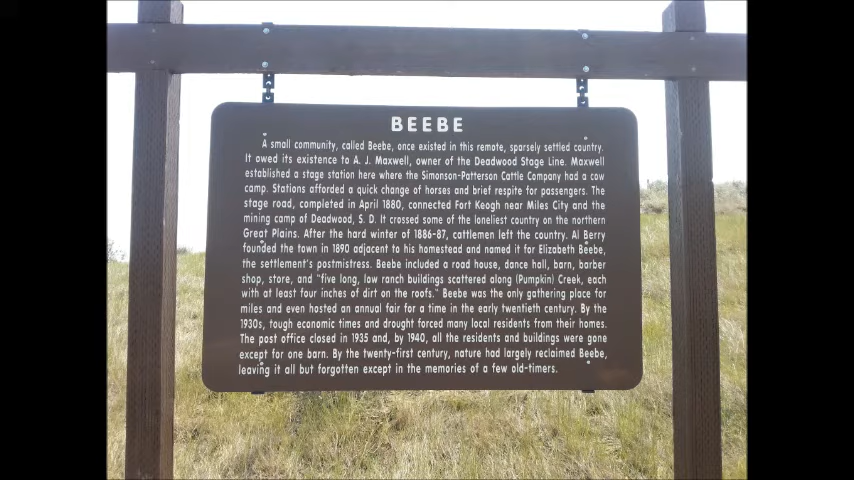 BEEBE
A small community, called Beebe, once existed in this remote, sparsely settled country.
It owed its existence to A. J. Maxwell, owner of the Deadwood Stage Line. Maxwell
established a stage station here where the Simonson-Patterson Cattle Company had a cow
camp. Stations afforded a quick change of horses and brief respite for passengers. The
stage road, completed in April 1880, connected Fort Keogh near Miles City and the
mining camp of Deadwood, S. D. It crossed some of the loneliest country on the northern
Great Plains. After the hard winter of 1886-87, cattlemen left the country. Al Berry
founded the town in 1890 adjacent to his homestead and named it for Elizabeth Beebe,
the settlement's postmistress. Beebe included a road house, dance hall, barn, barber
shop, store, and "five long, low ranch buildings scattered along (Pumpkin) Creek, each
with at least four inches of dirt on the roofs." Beebe was the only gathering place for
miles and even hosted an annual fair for a time in the early twentieth century. By the
1930s, tough economic times and drought forced many local residents from their homes.
The post office closed in 1935 and, by 1940, all the residents and buildings were gone
except for one barn. By the twenty-first century, nature had largely reclaimed Beebe,
leaving it all but forgotten except in the memories of a few old-timers.